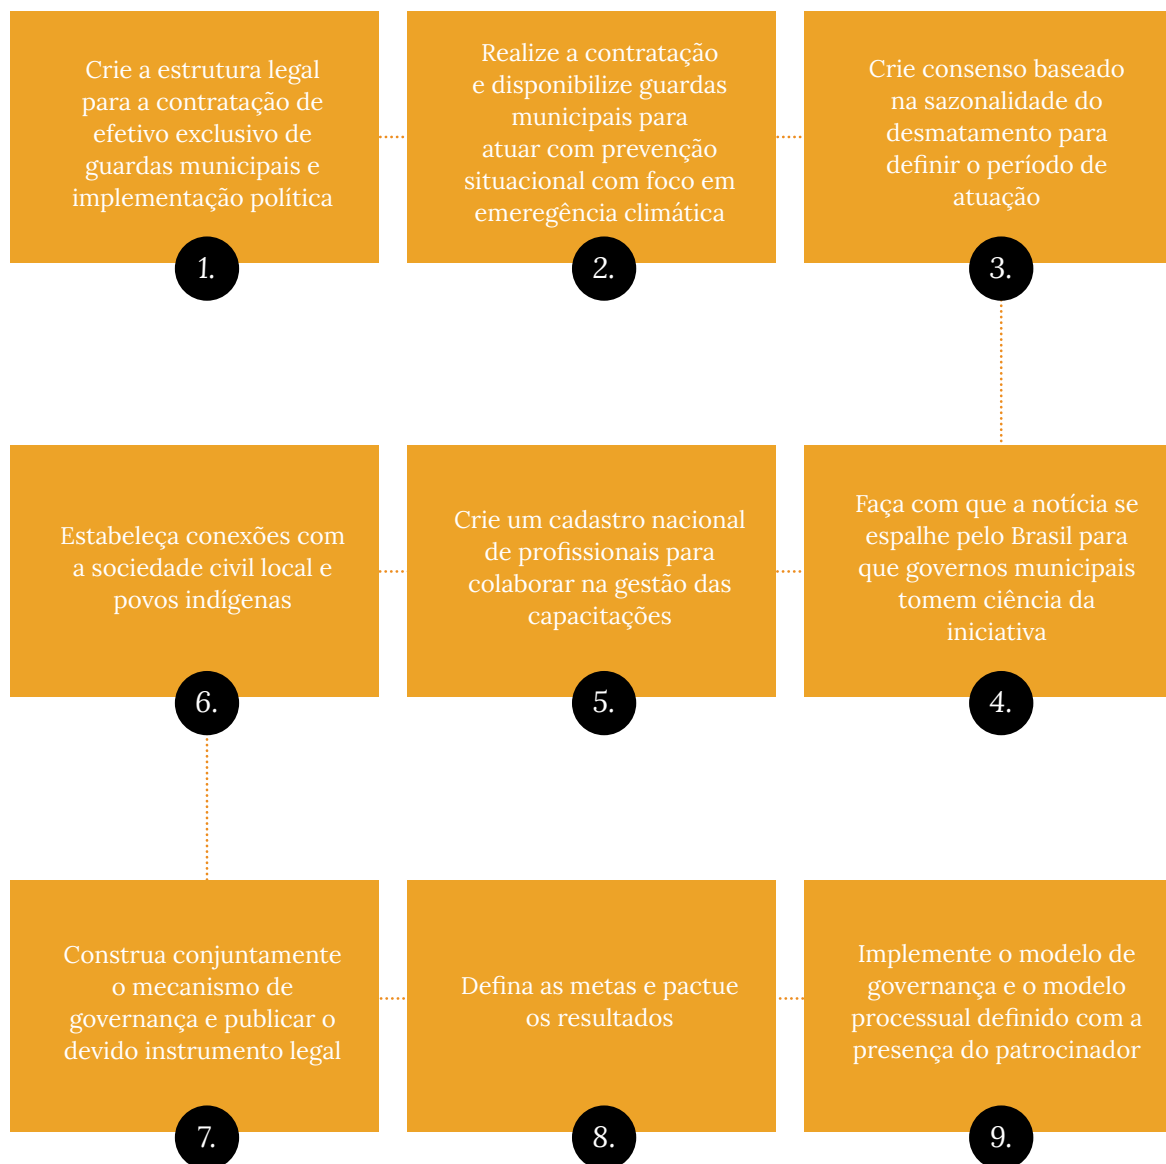 Crie a estrutura legal
para a contratação de
efetivo exclusivo de
guardas municipais e
implementação política
1.
Realize a contratação
e disponibilize guardas
municipais para
atuar com prevenção
situacional com foco em
emeregência climática
2.
Crie consenso baseado
na sazonalidade do
desmatamento para
definir o período de
atuação
3.
Faça com que a notícia se
espalhe pelo Brasil para
que governos municipais
tomem ciência da
iniciativa
4.
Crie um cadastro nacional
de profissionais para
colaborar na gestão das
capacitações
5.
Estabeleça conexões com
a sociedade civil local e
povos indígenas
6.
Construa conjuntamente
o mecanismo de
governança e publicar o
devido instrumento legal
7.
Defina as metas e pactue
os resultados
8.
Implemente o modelo de
governança e o modelo
processual definido com a
presença do patrocinador
9.